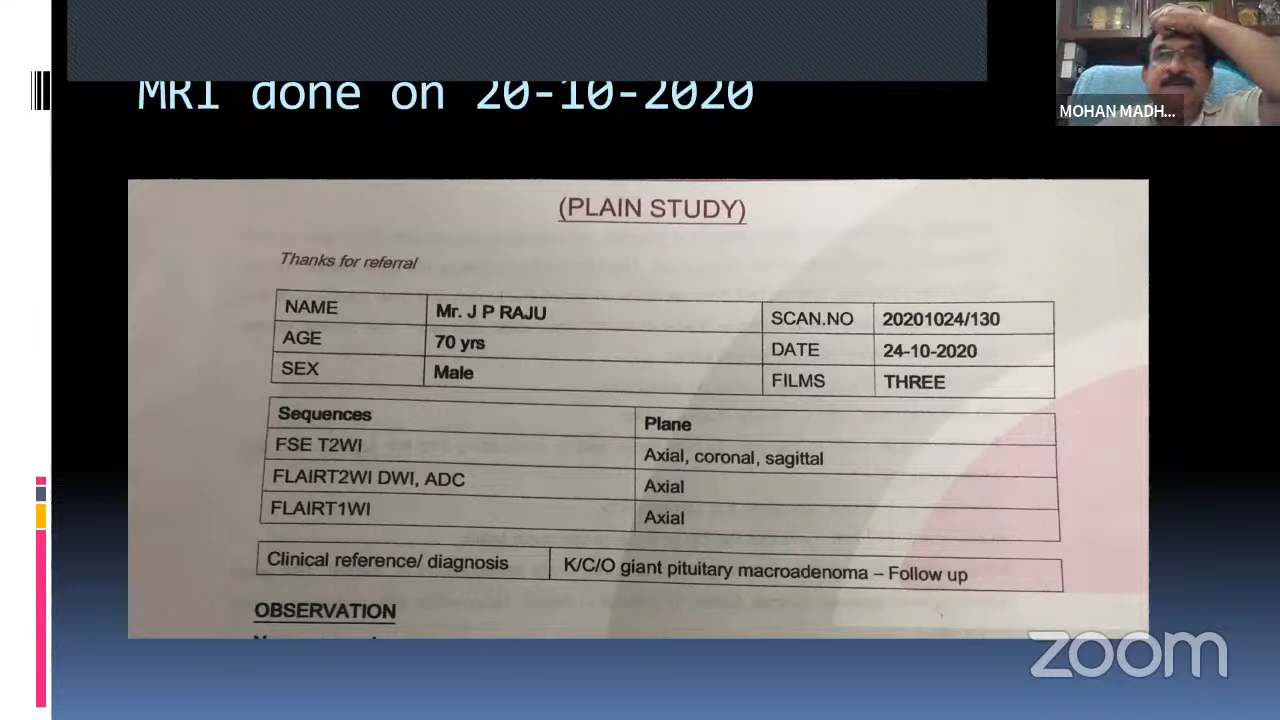 MRI done on 20-10-2020
MOHAN MADH...
(PLAIN STUDY)
Thanks for referral
NAME Mr. J P RAJU SCAN.NO 20201024/130
AGE 70 yrs DATE 24-10-2020
SEX Male FILMS THREE
Sequences Plane
FSE T2WI Axial, coronal, sagittal
FLAIRT2WI DWI, ADC Axial
FLAIRT1WI Axial
Clinical reference/ diagnosis K/C/O giant pituitary macroadenoma – Follow up
OBSERVATION
zoom